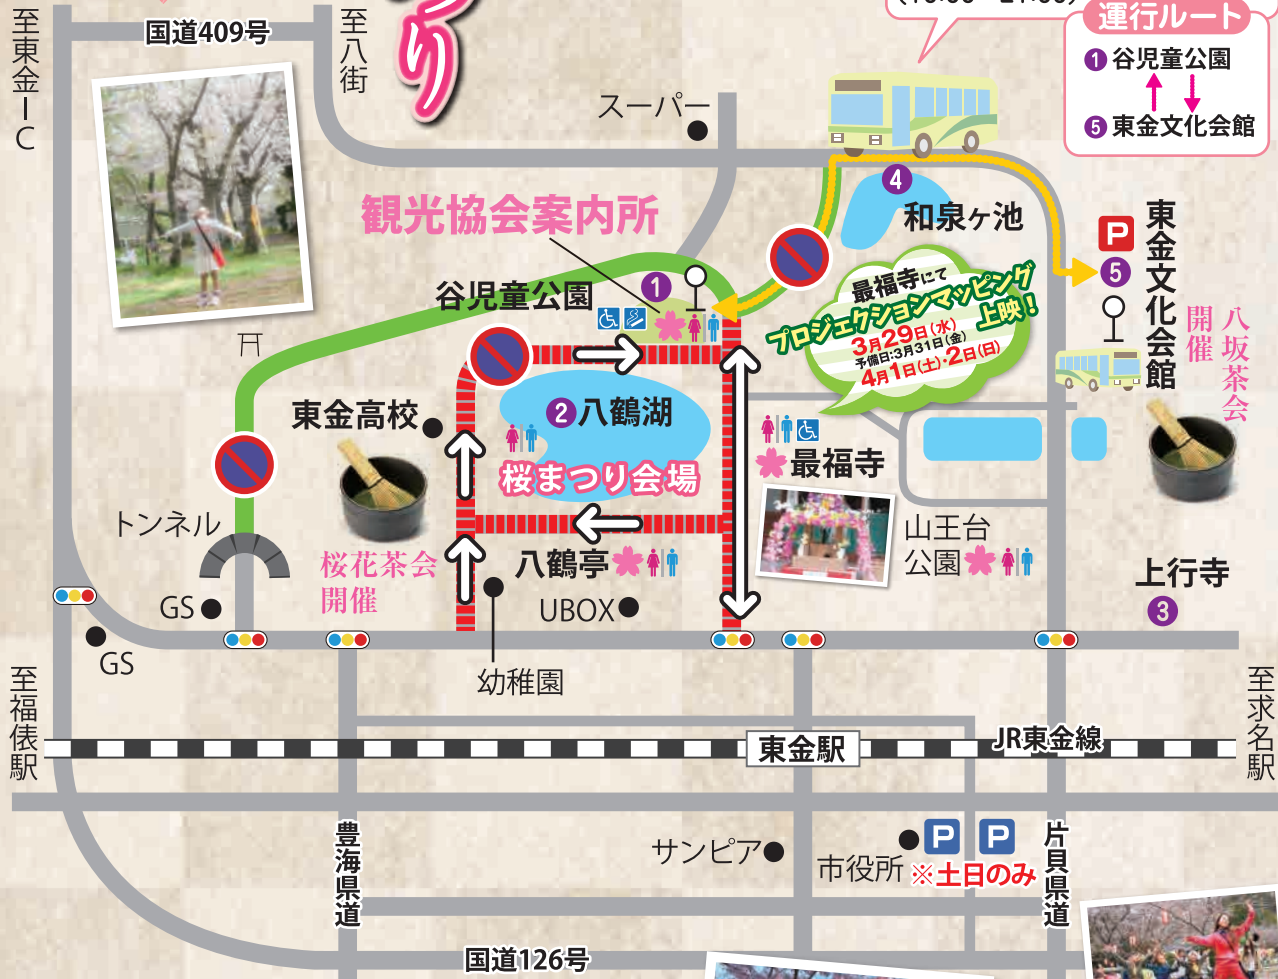 至東金IC
国道409号
至八街
り
運行ルート
1 谷児童公園
5 東金文化会館
スーパー
4
和泉ヶ池
観光協会案内所
谷児童公園
1
P
5
東金文化会館
最福寺にて
プロジェクションマッピング
上映！
3月29日(水)
予備日:3月31日(金)
4月1日(土)・2日(日)
八坂茶会
開催
東金高校
2 八鶴湖
桜まつり会場
最福寺
トンネル
桜花茶会
開催
八鶴亭
山王台
公園
上行寺
3
GS
UBOX
GS
幼稚園
至福俵駅
至求名駅
東金駅
JR東金線
豊海県道
サンピア
市役所
P P
※土日のみ
片貝県道
国道126号